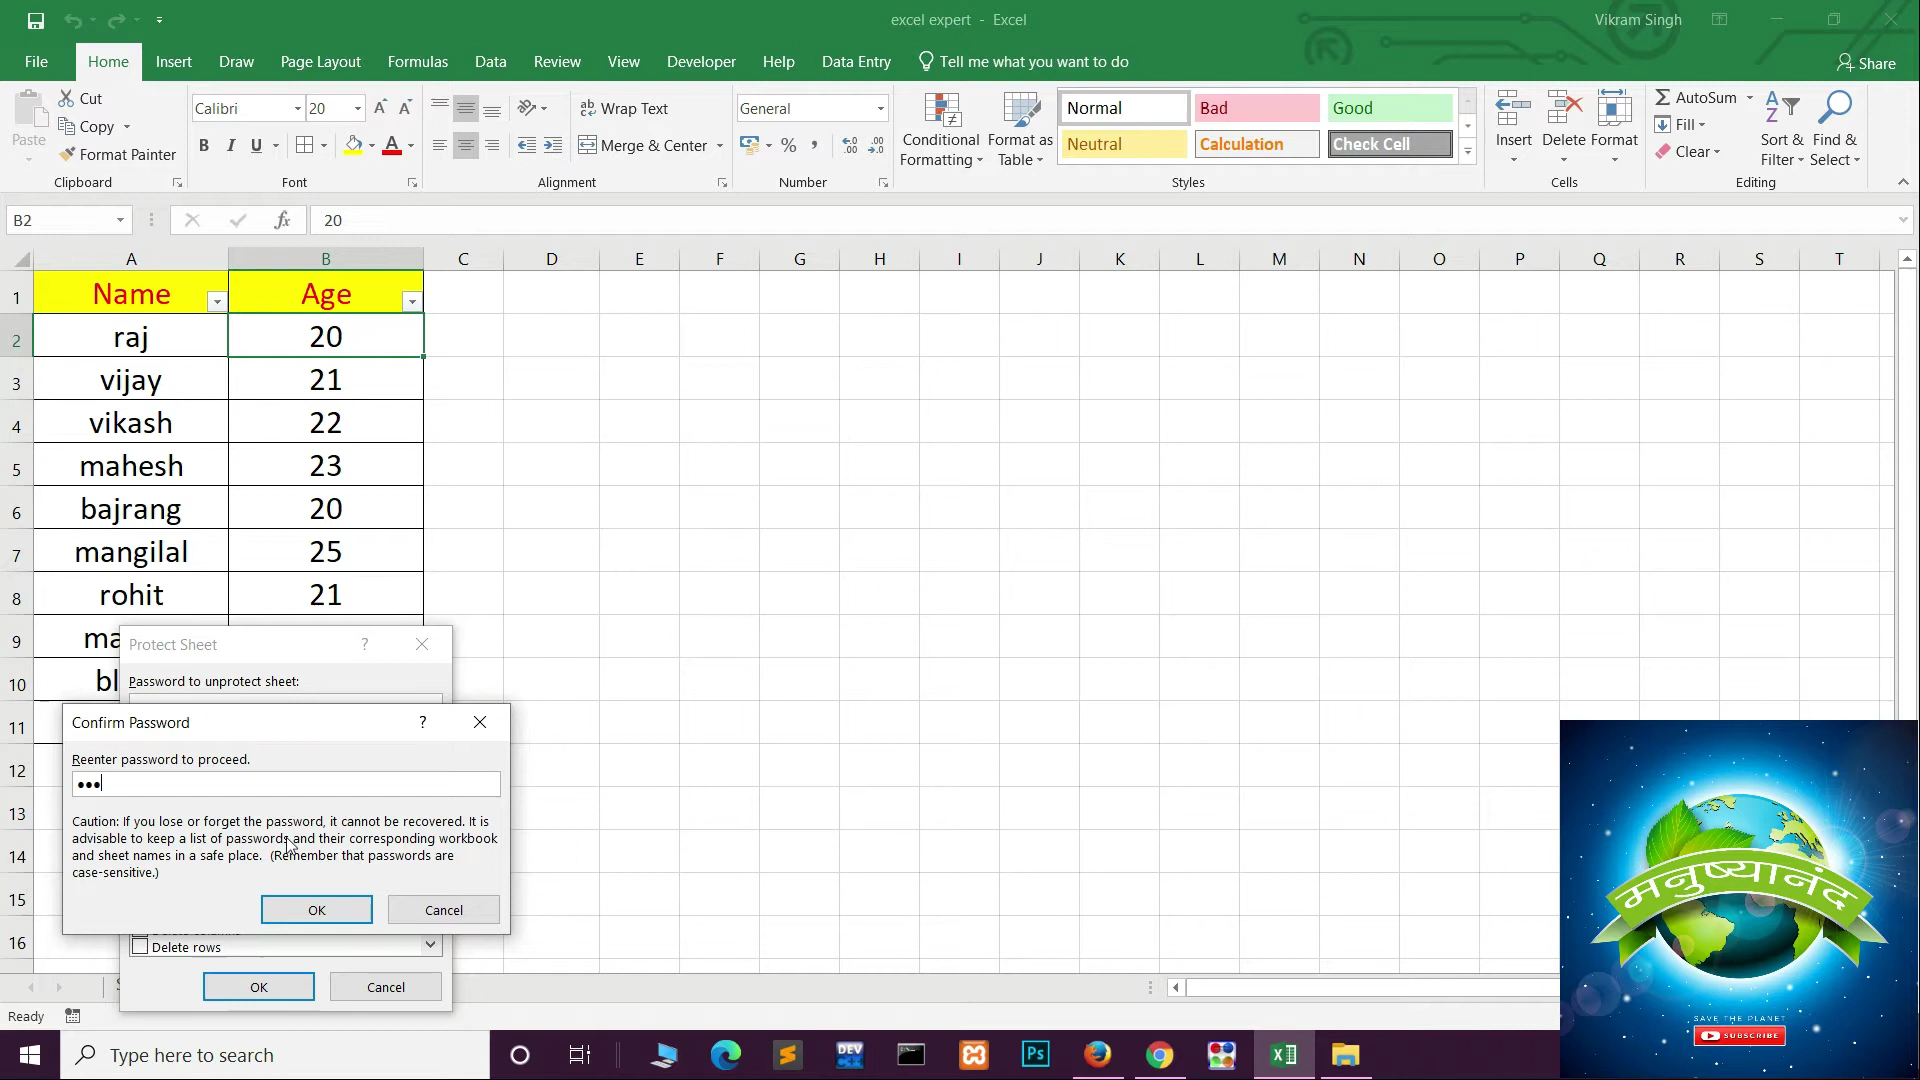 excel expert - Excel
Vikram Singh
File Home Insert Draw Page Layout Formulas Data Review View Developer Help Data Entry Tell me what you want to do Share
Paste
Cut
Copy
Format Painter
Clipboard
Calibri 20
B I U
Font
Wrap Text
Merge & Center
Alignment
General
%
Number
Conditional Formatting
Format as Table
Normal Bad Good
Neutral Calculation Check Cell
Styles
Insert Delete Format
Cells
AutoSum
Fill
Clear
Sort & Filter
Find & Select
Editing
B2 fx 20
A B C D E F G H I J K L M N O P Q R S T
1 Name Age
2 raj 20
3 vijay 21
4 vikash 22
5 mahesh 23
6 bajrang 20
7 mangilal 25
8 rohit 21
9
10
11
12
13
14
15
16
Protect Sheet ?
Password to unprotect sheet:
Confirm Password ?
Reenter password to proceed.
Caution: If you lose or forget the password, it cannot be recovered. It is
advisable to keep a list of passwords and their corresponding workbook
and sheet names in a safe place. (Remember that passwords are
case-sensitive.)
OK Cancel
Delete rows
OK Cancel
Ready
Type here to search
DEV
Ps
मनुष्यानंद
SAVE THE PLANET
SUBSCRIBE